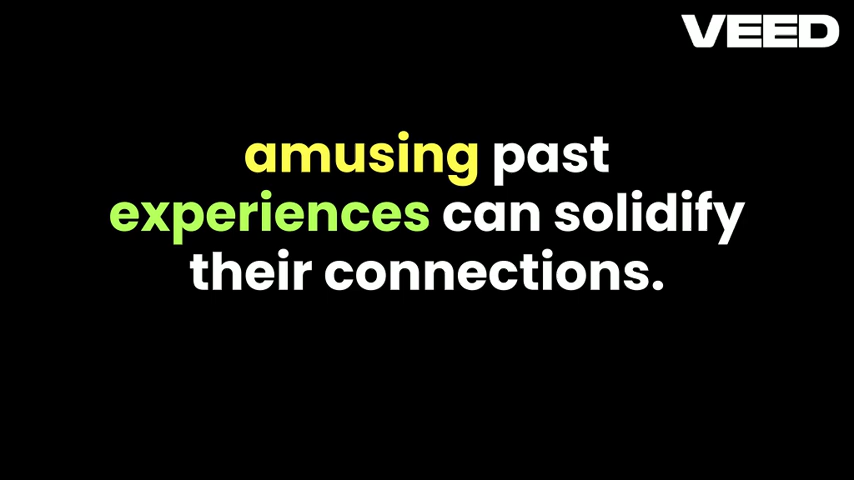 VEED
amusing past
experiences can solidify
their connections.